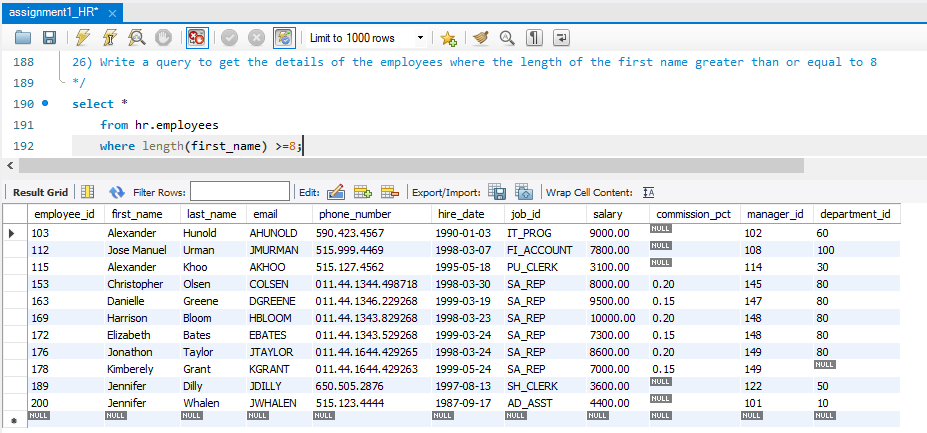 assignment1_HR* ×
Limit to 1000 rows
188 26) Write a query to get the details of the employees where the length of the first name greater than or equal to 8
189 */
190 select *
191 from hr.employees
192 where length(first_name) >=8;
Result Grid Filter Rows: Edit: Export/Import: Wrap Cell Content: IA
employee_id first_name last_name email phone_number hire_date job_id salary commission_pct manager_id department_id
103 Alexander Hunold AHUNOLD 590.423.4567 1990-01-03 IT_PROG 9000.00 NULL 102 60
112 Jose Manuel Urman JMURMAN 515.999.4469 1998-03-07 FI_ACCOUNT 7800.00 NULL 108 100
115 Alexander Khoo AKHOO 515.127.4562 1995-05-18 PU_CLERK 3100.00 NULL 114 30
153 Christopher Olsen COLSEN 011.44.1344.498718 1998-03-30 SA_REP 8000.00 0.20 145 80
163 Danielle Greene DGREENE 011.44.1346.229268 1999-03-19 SA_REP 9500.00 0.15 147 80
169 Harrison Bloom HBLOOM 011.44.1343.829268 1998-03-23 SA_REP 10000.00 0.20 148 80
172 Elizabeth Bates EBATES 011.44.1343.529268 1999-03-24 SA_REP 7300.00 0.15 148 80
176 Jonathon Taylor JTAYLOR 011.44.1644.429265 1998-03-24 SA_REP 8600.00 0.20 149 80
178 Kimberely Grant KGRANT 011.44.1644.429263 1999-05-24 SA_REP 7000.00 0.15 149 NULL
189 Jennifer Dilly JDILLY 650.505.2876 1997-08-13 SH_CLERK 3600.00 NULL 122 50
200 Jennifer Whalen JWHALEN 515.123.4444 1987-09-17 AD_ASST 4400.00 NULL 101 10
NULL NULL NULL NULL NULL NULL NULL NULL NULL NULL NULL